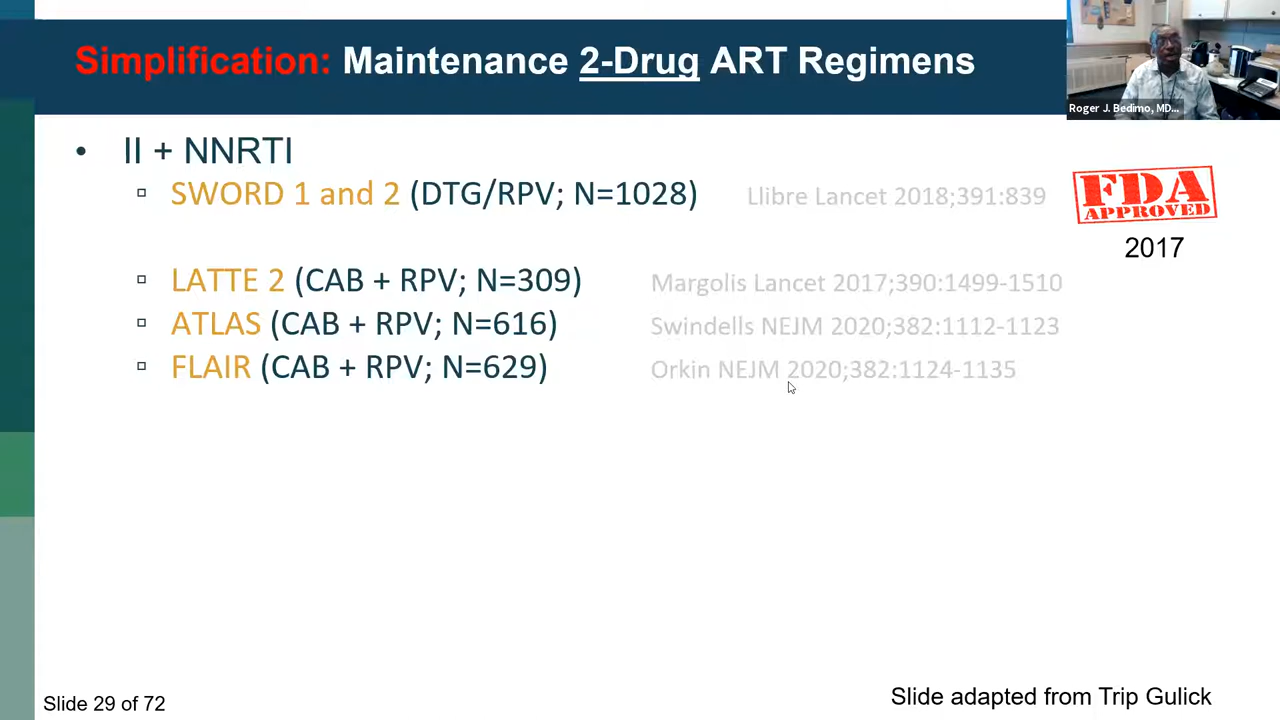 Simplification: Maintenance 2-Drug ART Regimens
Roger J. Bedimo, MD...
• II + NNRTI
▫ SWORD 1 and 2 (DTG/RPV; N=1028) Llibre Lancet 2018;391:839
FDA
APPROVED
2017
▫ LATTE 2 (CAB + RPV; N=309) Margolis Lancet 2017;390:1499-1510
▫ ATLAS (CAB + RPV; N=616) Swindells NEJM 2020;382:1112-1123
▫ FLAIR (CAB + RPV; N=629) Orkin NEJM 2020;382:1124-1135
Slide 29 of 72
Slide adapted from Trip Gulick